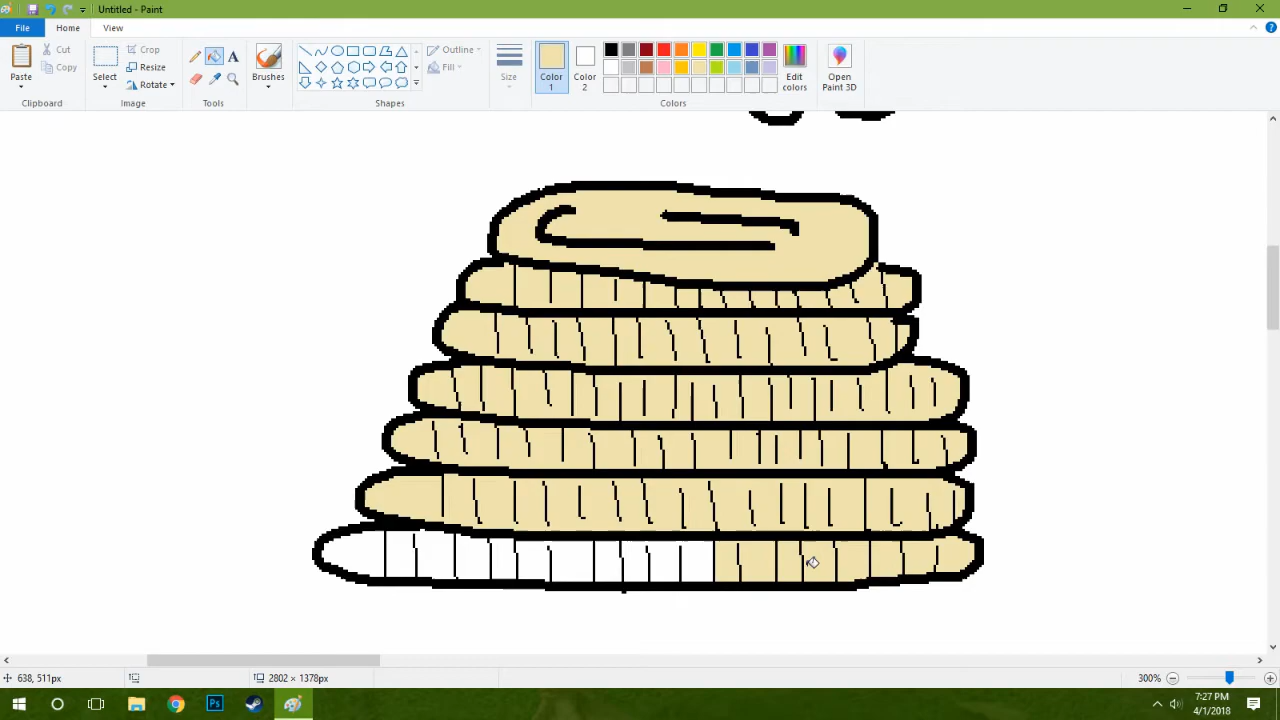 Untitled - Paint
File Home View
Paste
Cut
Copy
Clipboard
Select
Crop
Resize
Rotate
Image
A
Tools
Brushes
Outline
Fill
Shapes
Size
Color 1
Color 2
Edit colors
Colors
Open Paint 3D
638, 511px
2802 × 1378px
300%
Ps
7:27 PM
4/1/2018